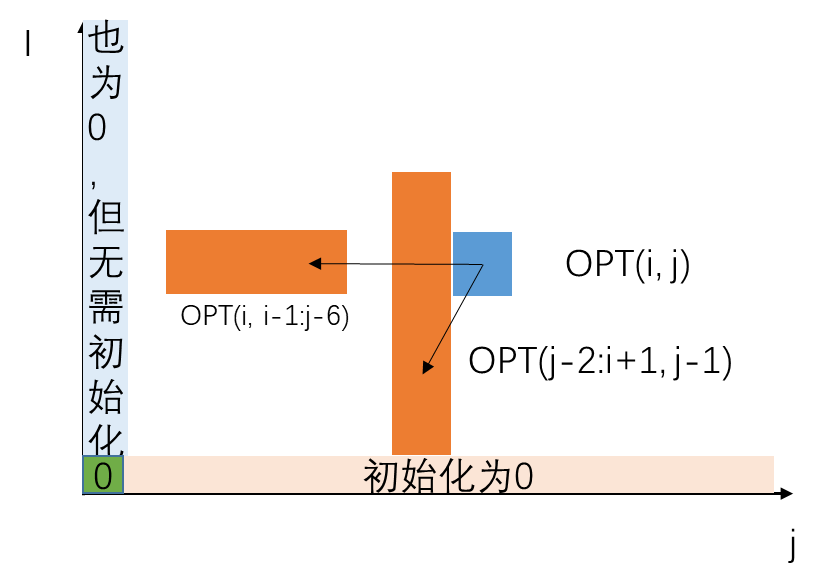 I
也
为
0
,
但
无
需
初
始
化
OPT(i, j)
OPT(i, i-1:j-6)
OPT(j-2:i+1, j-1)
0
初始化为0
j